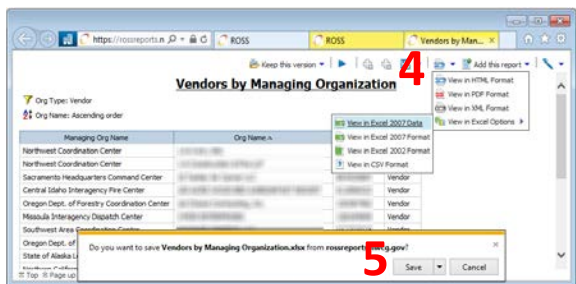 https://rossreports.n
ROSS
ROSS
Vendors by Man...
Keep this version
Add this report
4
Vendors by Managing Organization
View in HTML Format
View in PDF Format
View in XML Format
View in Excel Options
Org Type: Vendor
Org Name: Ascending order
View in Excel 2007 Data
View in Excel 2007 Format
View in Excel 2002 Format
View in CSV Format
Managing Org Name
Org Name
Northwest Coordination Center
Northwest Coordination Center
Sacramento Headquarters Command Center
Vendor
Central Idaho Interagency Fire Center
Vendor
Oregon Dept. of Forestry Coordination Center
Vendor
Missoula Interagency Dispatch Center
Vendor
Southwest Area Coordination Center
Oregon Dept. of
State of Alaska L
Do you want to save Vendors by Managing Organization.xlsx from rossreports.nwcg.gov?
5
Save
Cancel
Top
Page up